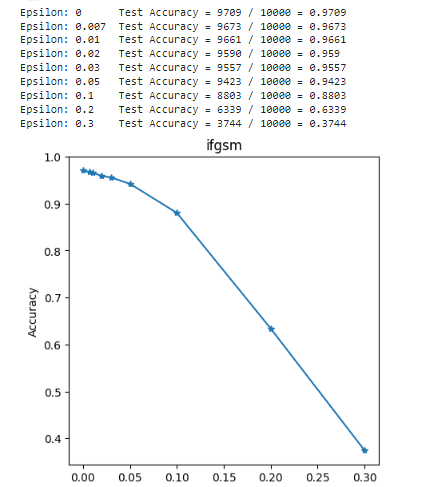 Epsilon: 0 Test Accuracy = 9709 / 10000 = 0.9709
Epsilon: 0.007 Test Accuracy = 9673 / 10000 = 0.9673
Epsilon: 0.01 Test Accuracy = 9661 / 10000 = 0.9661
Epsilon: 0.02 Test Accuracy = 9590 / 10000 = 0.959
Epsilon: 0.03 Test Accuracy = 9557 / 10000 = 0.9557
Epsilon: 0.05 Test Accuracy = 9423 / 10000 = 0.9423
Epsilon: 0.1 Test Accuracy = 8803 / 10000 = 0.8803
Epsilon: 0.2 Test Accuracy = 6339 / 10000 = 0.6339
Epsilon: 0.3 Test Accuracy = 3744 / 10000 = 0.3744
ifgsm
1.0
0.9
0.8
0.7
0.6
0.5
0.4
Accuracy
0.00 0.05 0.10 0.15 0.20 0.25 0.30